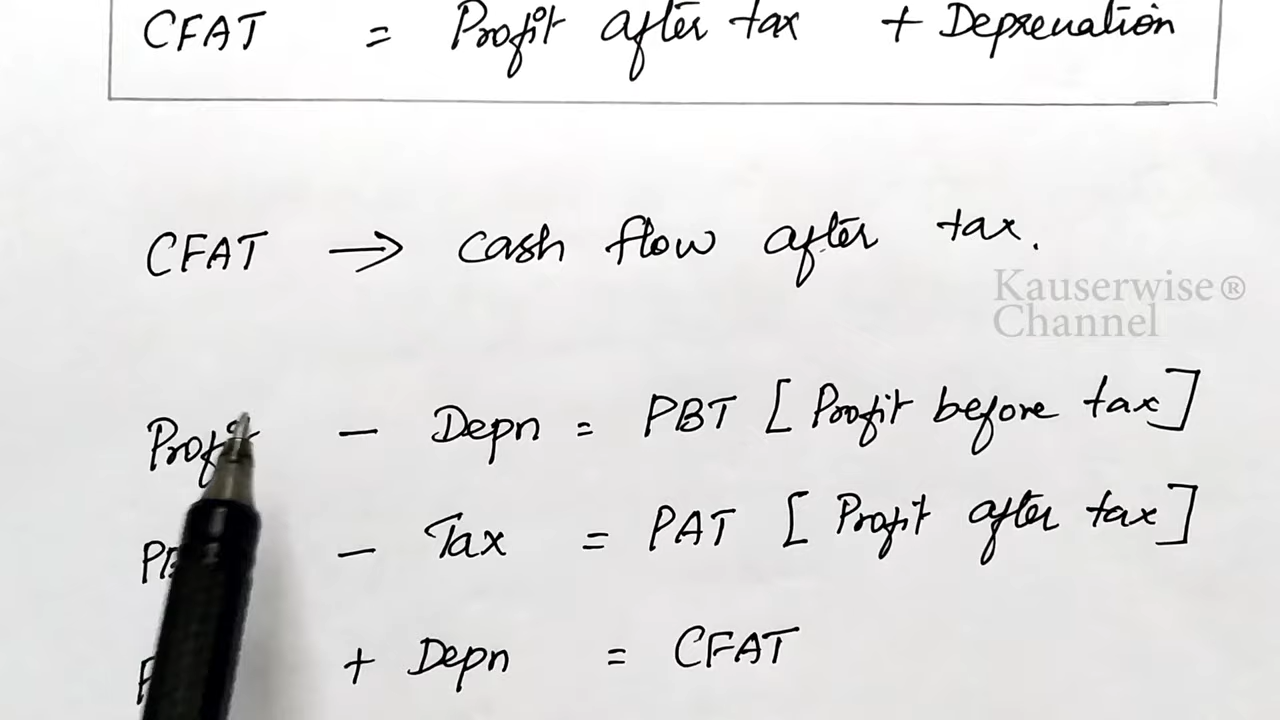 CFAT = Profit after tax + Depreciation
CFAT → Cash flow after tax.
Kauserwise®
Channel
Profit – Depn = PBT [Profit before tax]
– Tax = PAT [Profit after tax]
+ Depn = CFAT